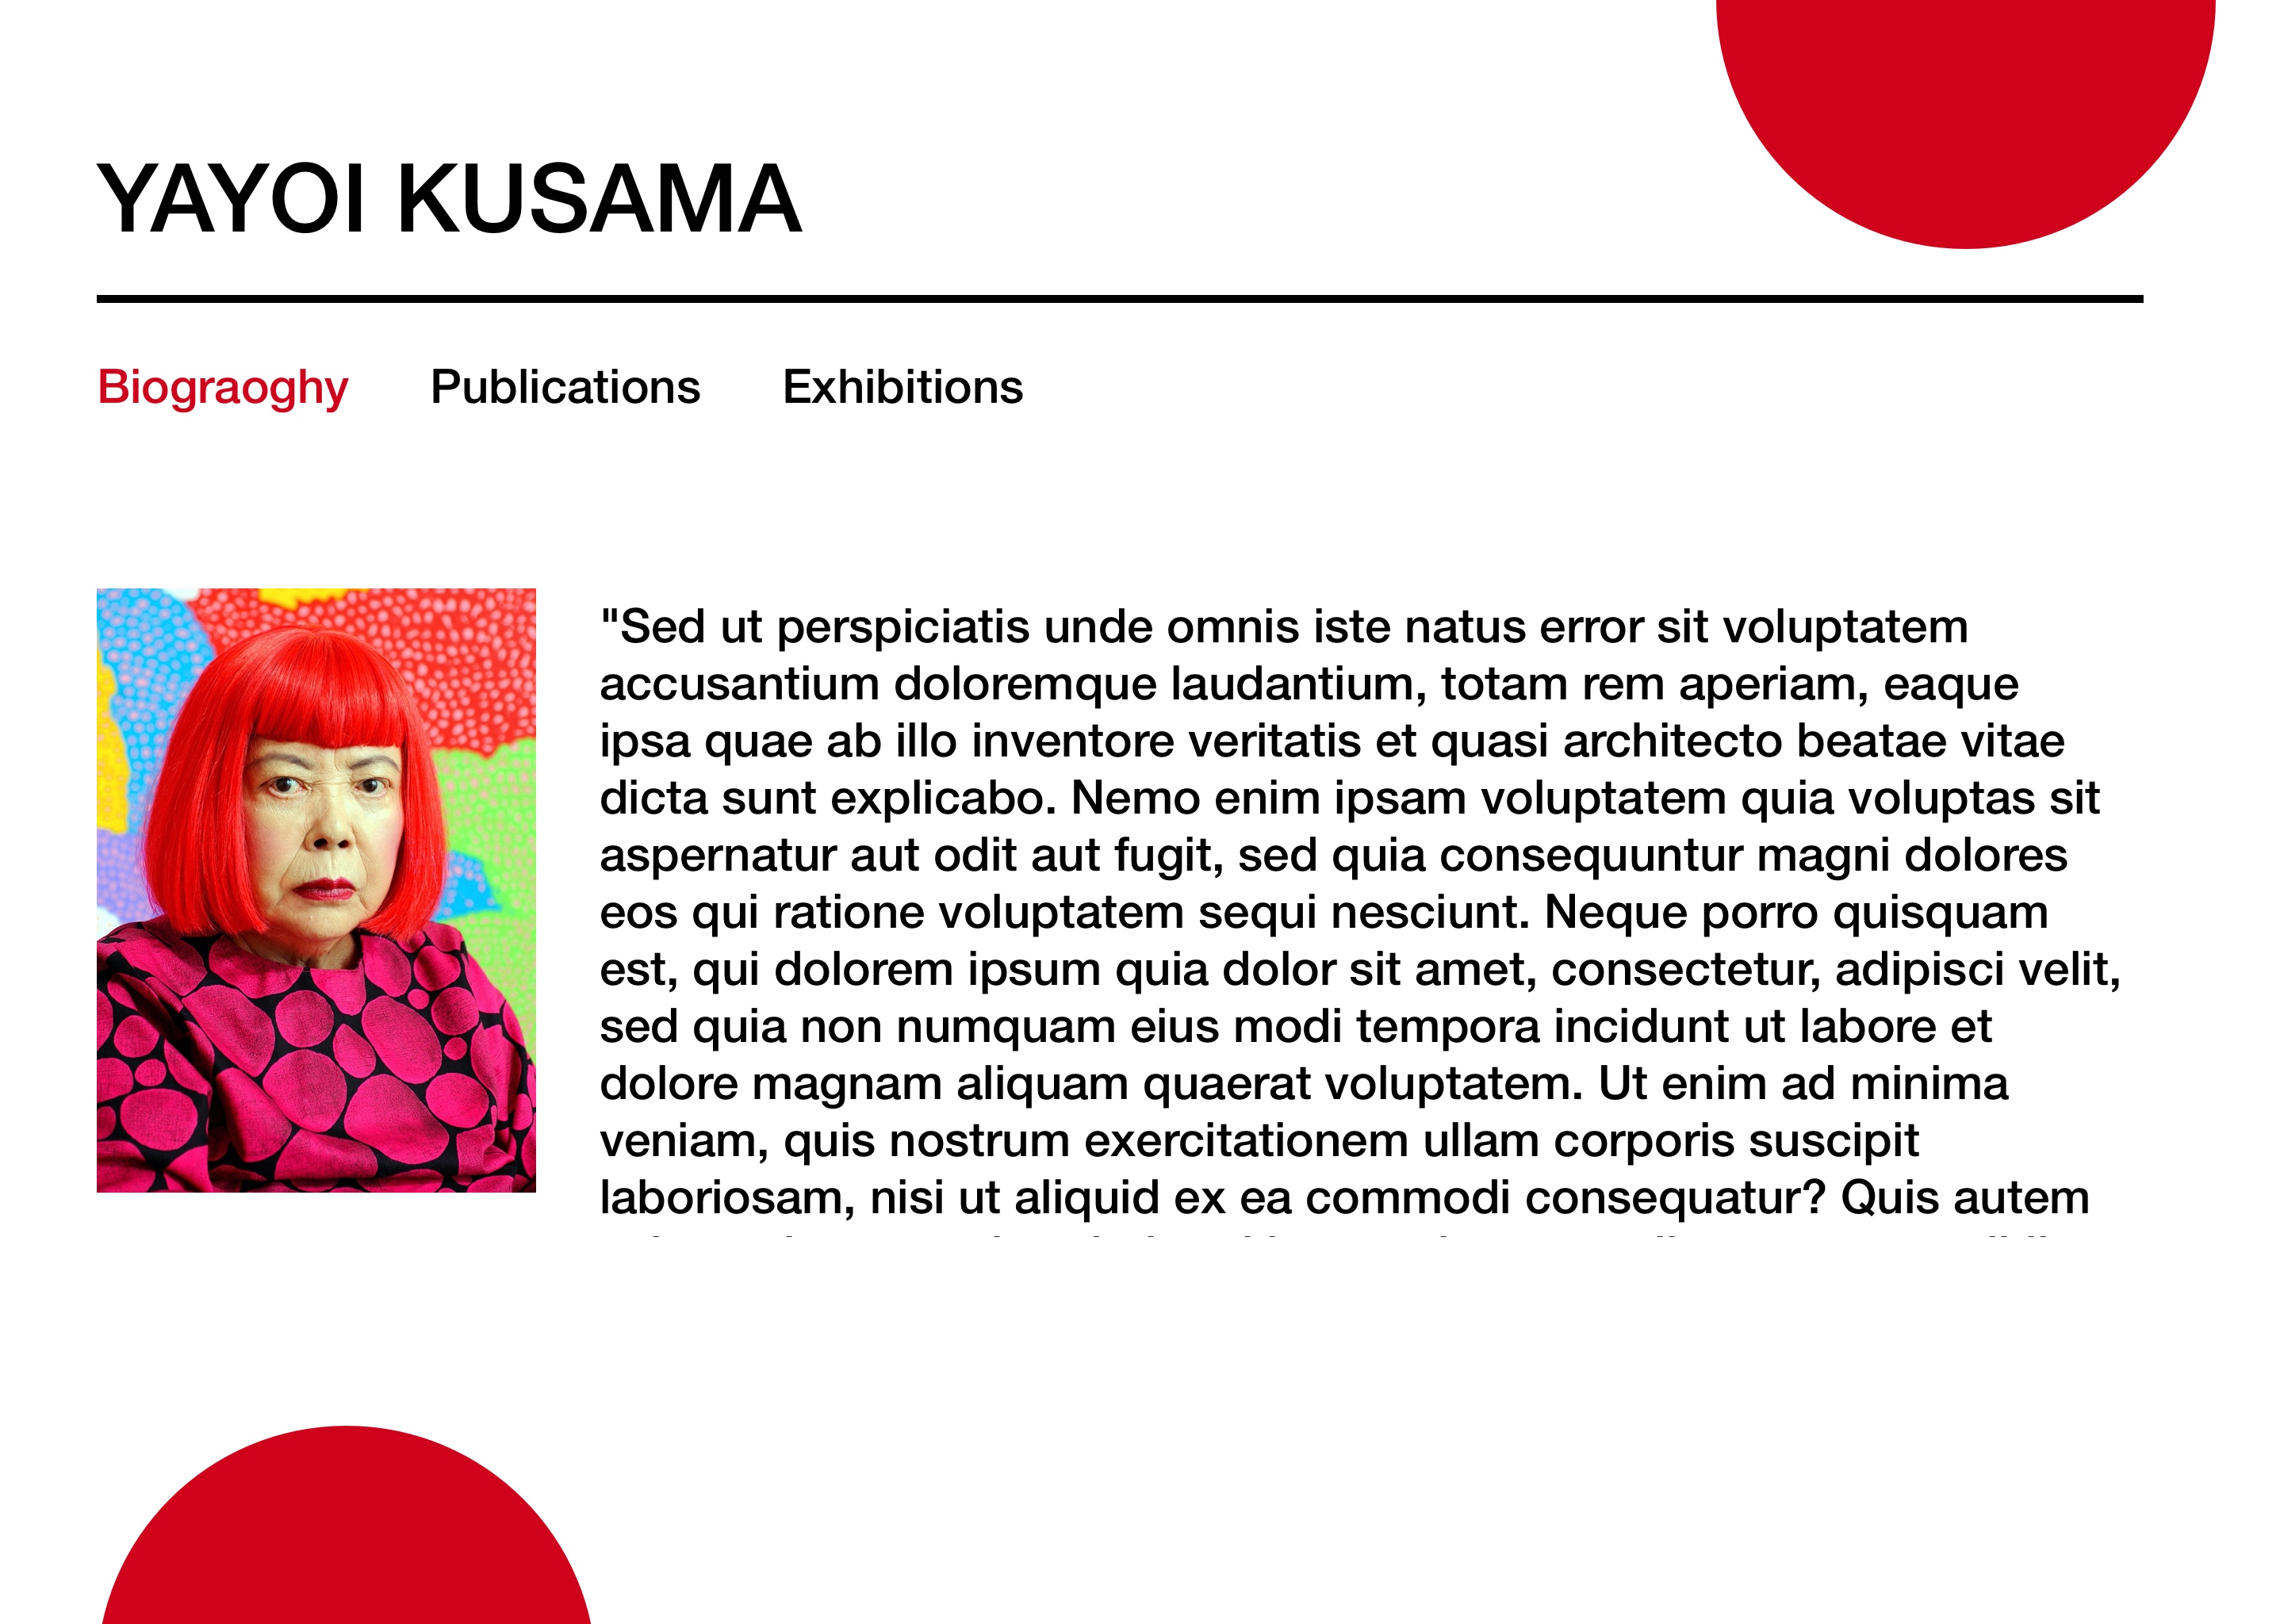 YAYOI KUSAMA
Biograoghy Publications Exhibitions
"Sed ut perspiciatis unde omnis iste natus error sit voluptatem
accusantium doloremque laudantium, totam rem aperiam, eaque
ipsa quae ab illo inventore veritatis et quasi architecto beatae vitae
dicta sunt explicabo. Nemo enim ipsam voluptatem quia voluptas sit
aspernatur aut odit aut fugit, sed quia consequuntur magni dolores
eos qui ratione voluptatem sequi nesciunt. Neque porro quisquam
est, qui dolorem ipsum quia dolor sit amet, consectetur, adipisci velit,
sed quia non numquam eius modi tempora incidunt ut labore et
dolore magnam aliquam quaerat voluptatem. Ut enim ad minima
veniam, quis nostrum exercitationem ullam corporis suscipit
laboriosam, nisi ut aliquid ex ea commodi consequatur? Quis autem